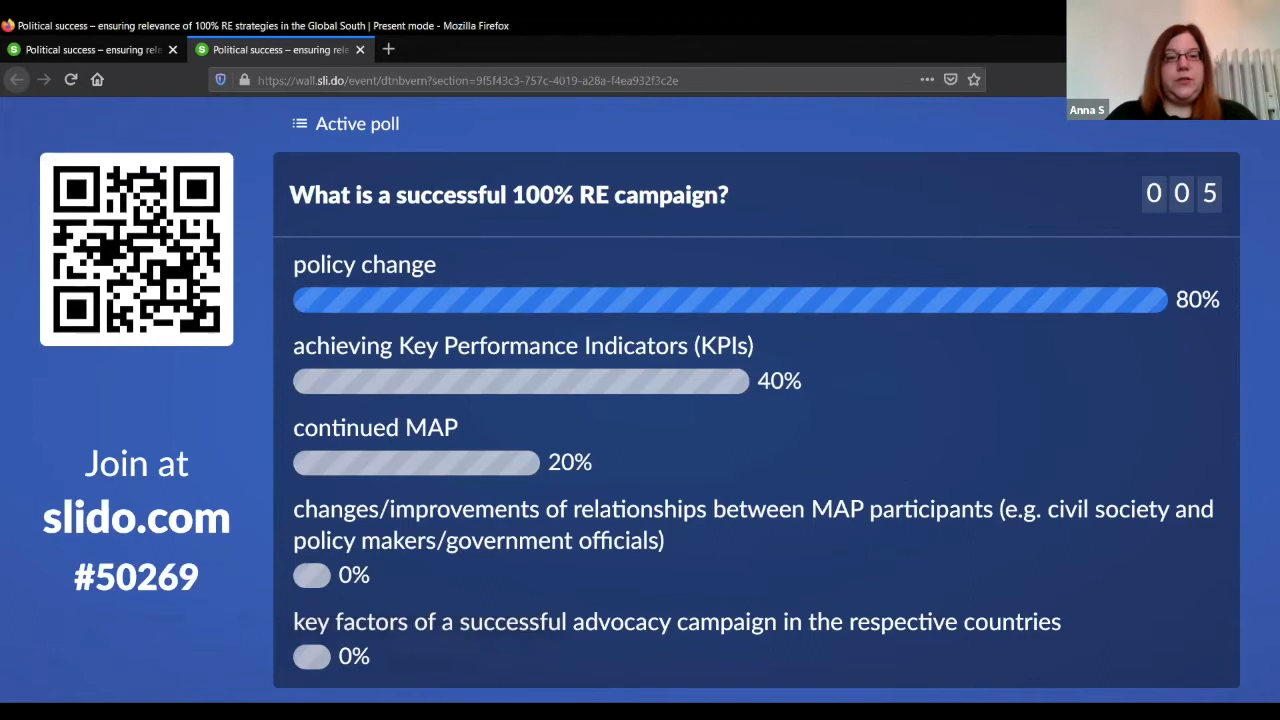 Political success – ensuring relevance of 100% RE strategies in the Global South | Present mode - Mozilla Firefox
Political success – ensuring rele
Political success – ensuring rele
https://wall.sli.do/event/dtnbvern?section=9f5f43c3-757c-4019-a28a-f4ea932f3c2e
Anna S
Active poll
What is a successful 100% RE campaign?
005
policy change
80%
achieving Key Performance Indicators (KPIs)
40%
continued MAP
20%
changes/improvements of relationships between MAP participants (e.g. civil society and
policy makers/government officials)
0%
key factors of a successful advocacy campaign in the respective countries
0%
Join at
slido.com
#50269